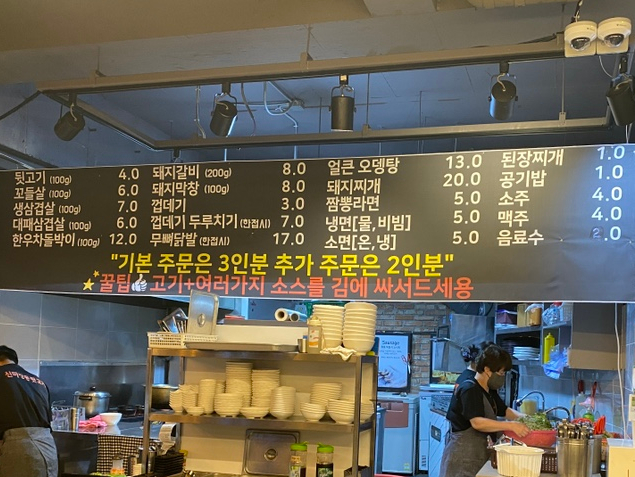 뒷고기 (100g) 4.0
꼬들살 (100g) 6.0
생삼겹살 (100g) 7.0
대패삼겹살 (100g) 6.0
한우차돌박이 (100g) 12.0
돼지갈비 (200g) 8.0
돼지막창 (100g) 8.0
껍데기 3.0
껍데기 두루치기 (한접시) 7.0
무뼈닭발 (한접시) 17.0
얼큰 오뎅탕 13.0
돼지찌개 20.0
짬뽕라면 5.0
냉면[물,비빔] 5.0
소면[온,냉] 5.0
된장찌개 1.0
공기밥 1.0
소주 4.0
맥주 4.0
음료수 2.0
"기본 주문은 3인분 추가 주문은 2인분"
꿀팁 고기+여러가지 소스를 김에 싸서드세용